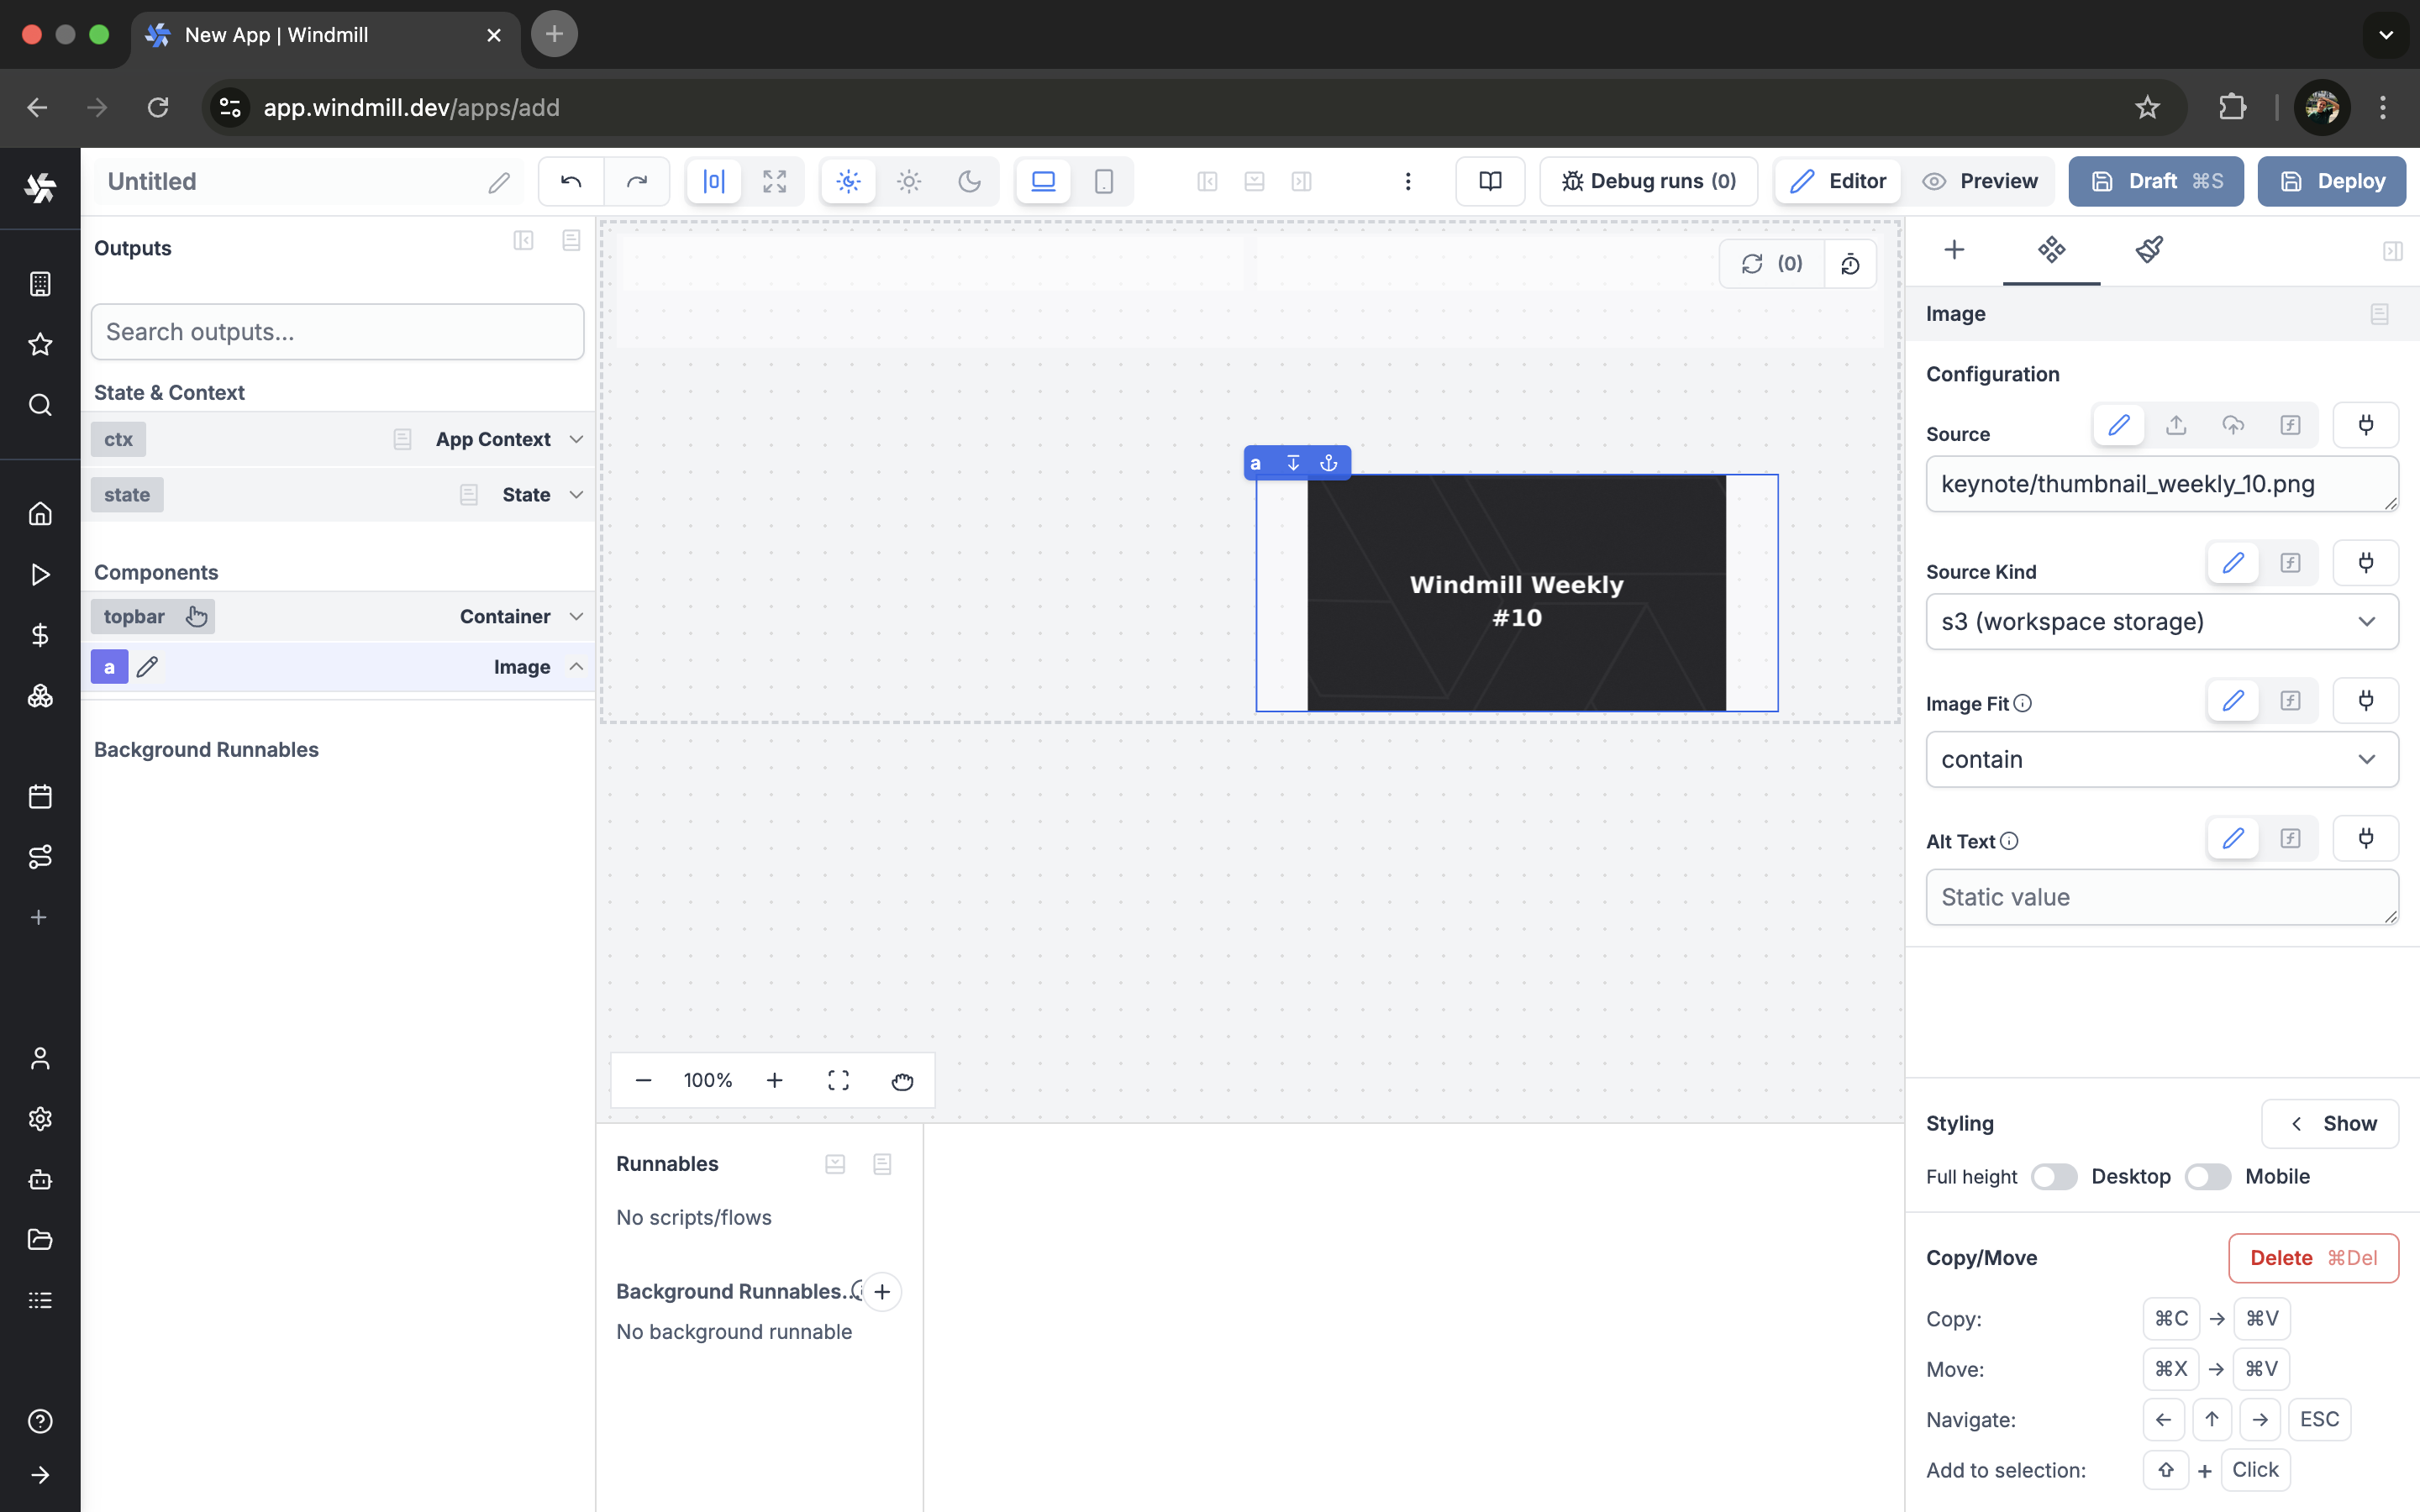 New App | Windmill
app.windmill.dev/apps/add
Untitled
Debug runs (0)
Editor
Preview
Draft ⌘S
Deploy
Outputs
Search outputs...
State & Context
ctx
App Context
state
State
Components
topbar
Container
a
Image
Background Runnables
(0)
a
Windmill Weekly
#10
100%
Runnables
No scripts/flows
Background Runnables...
No background runnable
Image
Configuration
Source
keynote/thumbnail_weekly_10.png
Source Kind
s3 (workspace storage)
Image Fit
contain
Alt Text
Static value
Styling
Show
Full height
Desktop
Mobile
Copy/Move
Delete ⌘Del
Copy: ⌘C → ⌘V
Move: ⌘X → ⌘V
Navigate: ← ↑ → ESC
Add to selection: ⇧ + Click